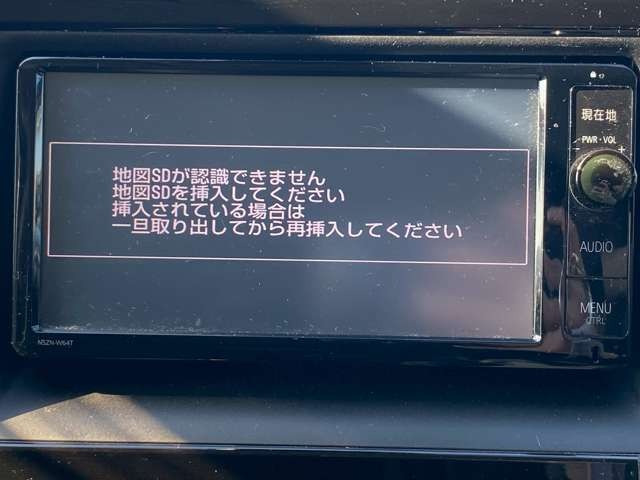 地図SDが認識できません
地図SDを挿入してください
挿入されている場合は
一旦取り出してから再挿入してください
現在地
PWR・VOL
AUDIO
MENU
CTRL
NSZN-W64T